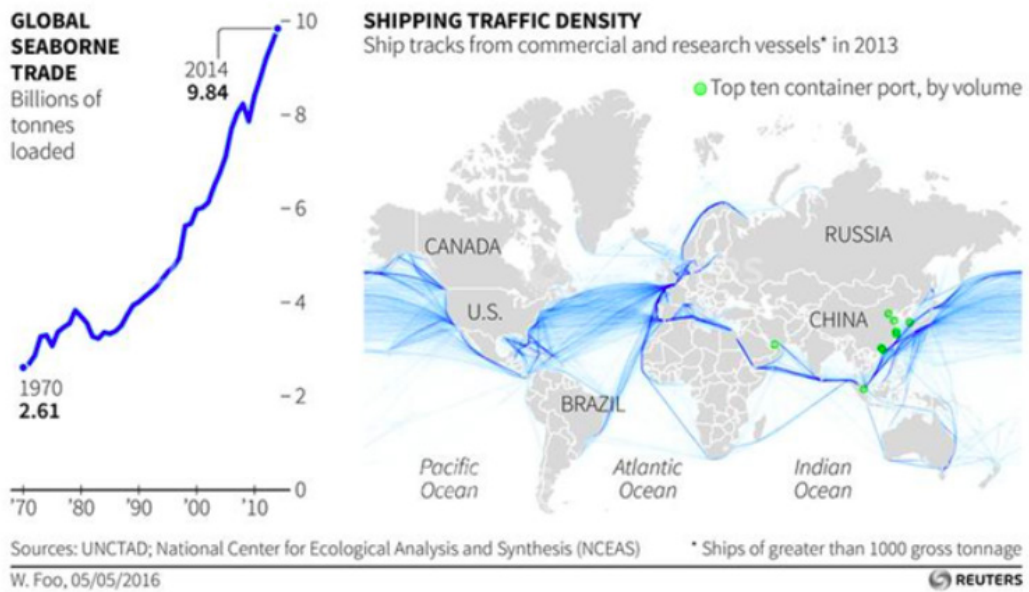 GLOBAL
SEABORNE
TRADE
Billions of
tonnes
loaded
2014
9.84
1970
2.61
10
8
6
4
2
0
'70 '80 '90 '00 '10
SHIPPING TRAFFIC DENSITY
Ship tracks from commercial and research vessels* in 2013
Top ten container port, by volume
CANADA
RUSSIA
U.S.
CHINA
BRAZIL
Pacific
Ocean
Atlantic
Ocean
Indian
Ocean
Sources: UNCTAD; National Center for Ecological Analysis and Synthesis (NCEAS)
* Ships of greater than 1000 gross tonnage
W. Foo, 05/05/2016
REUTERS